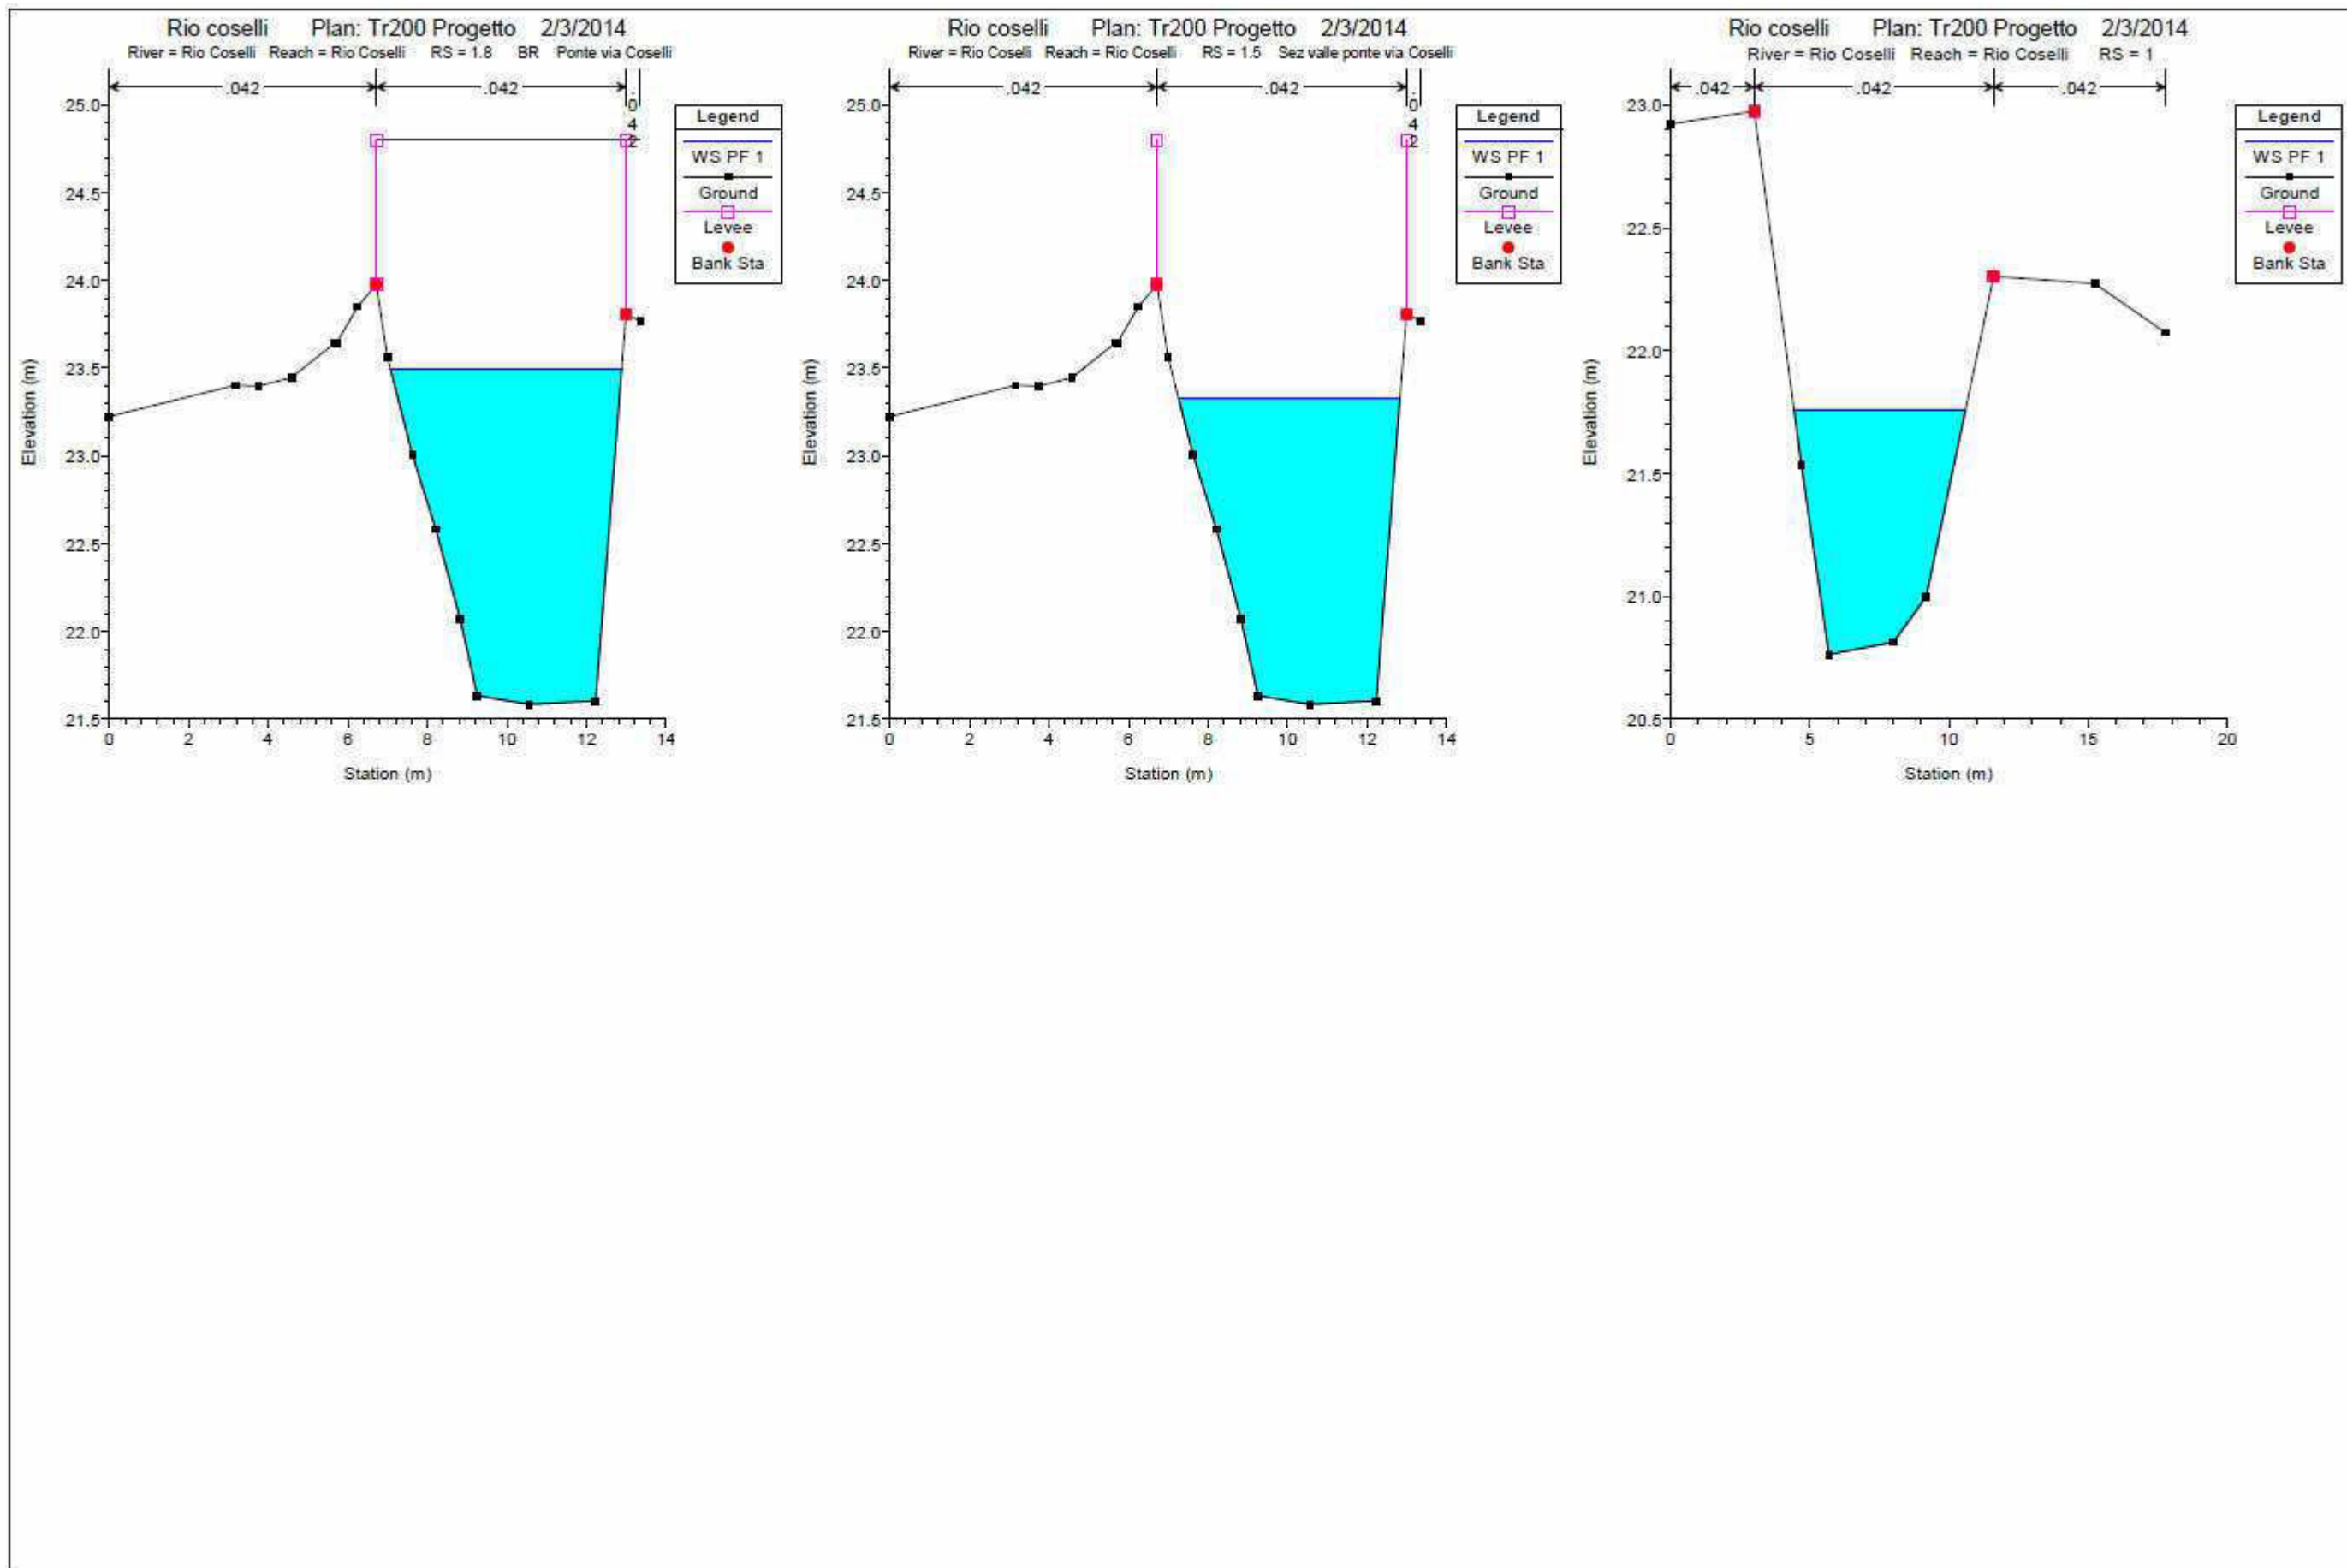 Rio coselli Plan: Tr200 Progetto 2/3/2014
River = Rio Coselli Reach = Rio Coselli RS = 1.8 BR Ponte via Coselli
.042
.042
.042
25.0
24.5
24.0
23.5
23.0
22.5
22.0
21.5
Elevation (m)
0 2 4 6 8 10 12 14
Station (m)
Legend
WS PF 1
Ground
Levee
Bank Sta
Rio coselli Plan: Tr200 Progetto 2/3/2014
River = Rio Coselli Reach = Rio Coselli RS = 1.5 Sez valle ponte via Coselli
.042
.042
.042
25.0
24.5
24.0
23.5
23.0
22.5
22.0
21.5
Elevation (m)
0 2 4 6 8 10 12 14
Station (m)
Legend
WS PF 1
Ground
Levee
Bank Sta
Rio coselli Plan: Tr200 Progetto 2/3/2014
River = Rio Coselli Reach = Rio Coselli RS = 1
.042
.042
.042
23.0
22.5
22.0
21.5
21.0
20.5
Elevation (m)
0 5 10 15 20
Station (m)
Legend
WS PF 1
Ground
Levee
Bank Sta